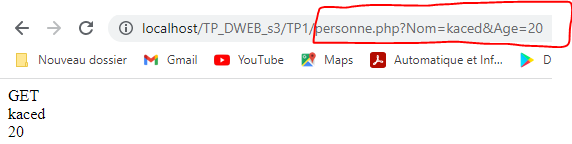 localhost/TP_DWEB_s3/TP1/personne.php?Nom=kaced&Age=20
Nouveau dossier Gmail YouTube Maps Automatique et Inf... D
GET
kaced
20